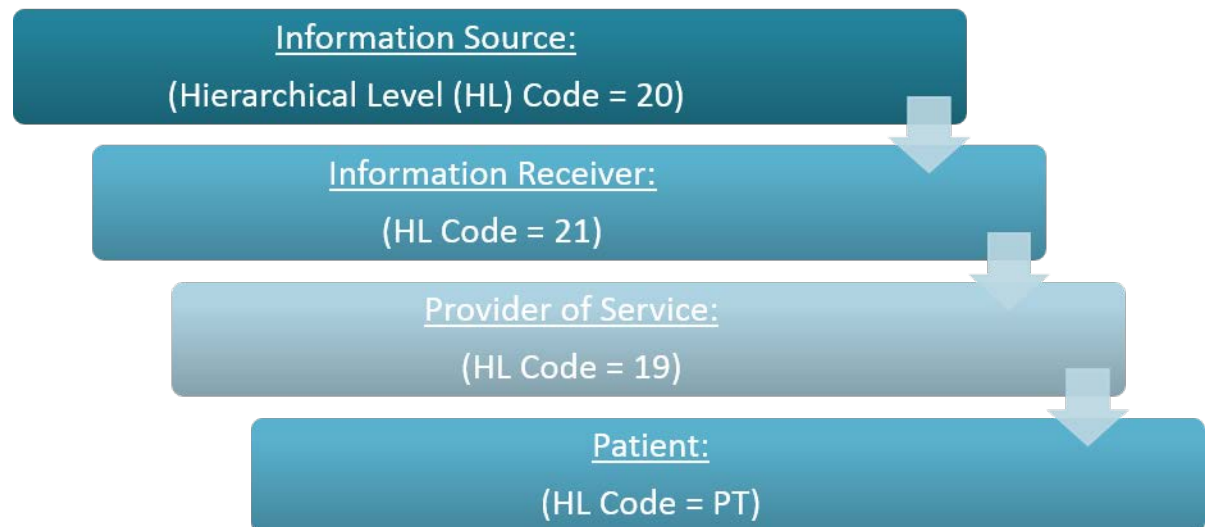 Information Source:
(Hierarchical Level (HL) Code = 20)
Information Receiver:
(HL Code = 21)
Provider of Service:
(HL Code = 19)
Patient:
(HL Code = PT)